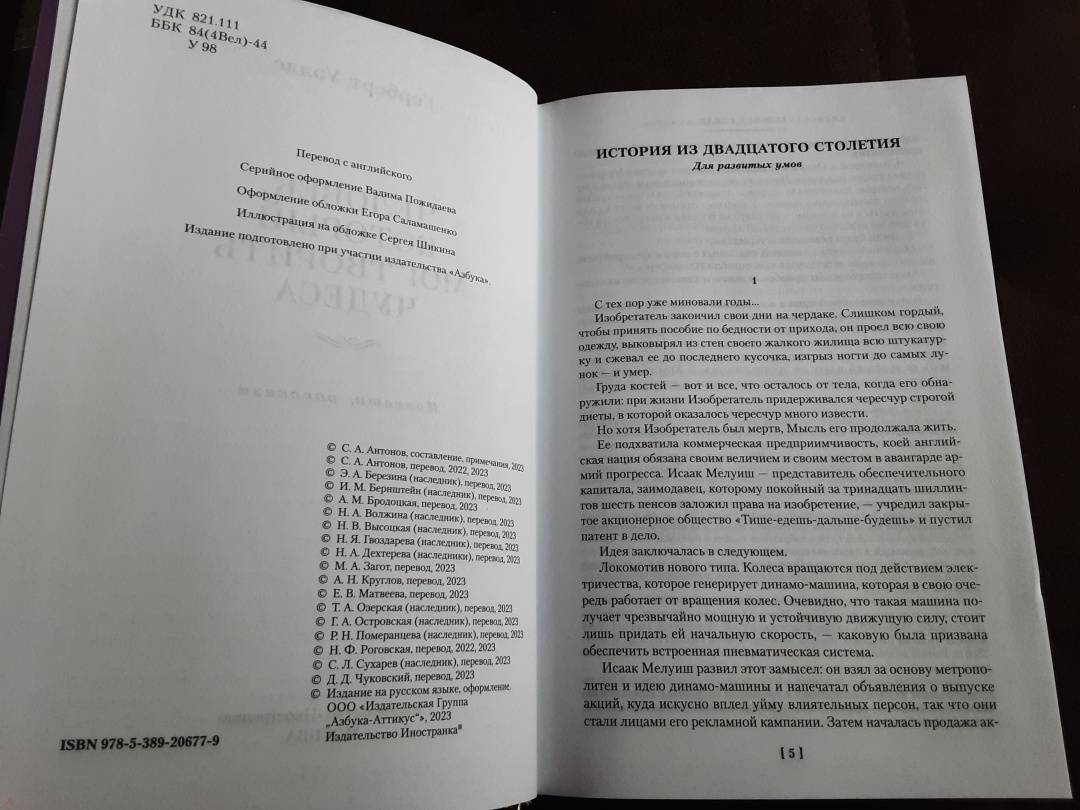 УДК 821.111
ББК 84(4Вел)-44
У 98
Перевод с английского
Серийное оформление Вадима Пожидаева
Оформление обложки Егора Саламашенко
Иллюстрация на обложке Сергея Шикина
Издание подготовлено при участии издательства «Азбука».
© С. А. Антонов, составление, примечания, 2023
© С. А. Антонов, перевод, 2022, 2023
© Э. А. Березина (наследник), перевод, 2023
© И. М. Бернштейн (наследник), перевод, 2023
© А. М. Бродоцкая, перевод, 2023
© Н. А. Волжина (наследник), перевод, 2023
© Н. В. Высоцкая (наследник), перевод, 2023
© Н. Я. Гвоздарева (наследник), перевод, 2023
© Н. А. Дехтерева (наследники), перевод, 2023
© М. А. Загот, перевод, 2023
© А. Н. Круглов, перевод, 2023
© Е. В. Матвеева, перевод, 2023
© Т. А. Озерская (наследник), перевод, 2023
© Г. А. Островская (наследник), перевод, 2023
© Р. Н. Померанцева (наследник), перевод, 2023
© Н. Ф. Роговская, перевод, 2022, 2023
© С. Л. Сухарев (наследник), перевод, 2023
© Д. Д. Чуковский, перевод, 2023
© Издание на русском языке, оформление.
ООО «Издательская Группа
„Азбука-Аттикус“», 2023
Издательство Иностранка®
ISBN 978-5-389-20677-9
ИСТОРИЯ ИЗ ДВАДЦАТОГО СТОЛЕТИЯ
Для развитых умов
1
С тех пор уже миновали годы...
Изобретатель закончил свои дни на чердаке. Слишком гордый,
чтобы принять пособие по бедности от прихода, он проел всю свою
одежду, выковырял из стен своего жалкого жилища всю штукатур-
ку и сжевал ее до последнего кусочка, изгрыз ногти до самых лу-
нок — и умер.
Груда костей — вот и все, что осталось от тела, когда его обна-
ружили: при жизни Изобретатель придерживался чересчур строгой
диеты, в которой оказалось чересчур много извести.
Но хотя Изобретатель был мертв, Мысль его продолжала жить.
Ее подхватила коммерческая предприимчивость, коей англий-
ская нация обязана своим величием и своим местом в авангарде ар-
мий прогресса. Исаак Мелуиш — представитель обеспечительного
капитала, заимодавец, которому покойный за тринадцать шиллин-
гов шесть пенсов заложил права на изобретение, — учредил закры-
тое акционерное общество «Тише-едешь-дальше-будешь» и пустил
патент в дело.
Идея заключалась в следующем.
Локомотив нового типа. Колеса вращаются под действием элек-
тричества, которое генерирует динамо-машина, которая в свою оче-
редь работает от вращения колес. Очевидно, что такая машина по-
лучает чрезвычайно мощную и устойчивую движущую силу, стоит
лишь придать ей начальную скорость, — каковую была призвана
обеспечить встроенная пневматическая система.
Исаак Мелуиш развил этот замысел: он взял за основу метропо-
литен и идею динамо-машины и напечатал объявления о выпуске
акций, куда искусно вплел уйму влиятельных персон, так что они
стали лицами его рекламной кампании. Затем началась продажа ак-
[ 5 ]